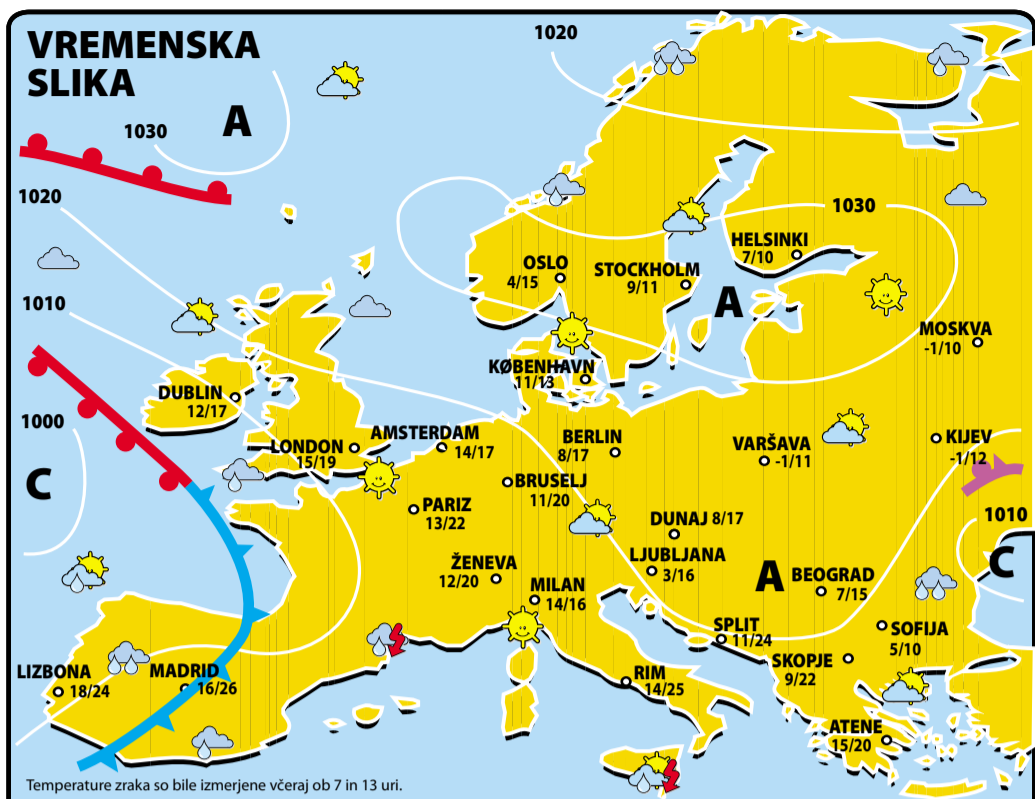 VREMENSKA
SLIKA
1020
1030
A
1020
1030
HELSINKI
7/10
OSLO
4/15
STOCKHOLM
9/11
A
1010
MOSKVA
-1/10
KØBENHAVN
11/13
DUBLIN
12/17
1000
C
LONDON
15/19
AMSTERDAM
14/17
BERLIN
8/17
VARŠAVA
-1/11
KIJEV
-1/12
BRUSELJ
11/20
PARIZ
13/22
DUNAJ 8/17
1010
LJUBLJANA
3/16
ŽENEVA
12/20
MILAN
14/16
A
BEOGRAD
7/15
C
SPLIT
11/24
SOFIJA
5/10
SKOPJE
9/22
LIZBONA
18/24
MADRID
16/26
RIM
14/25
ATENE
15/20
Temperature zraka so bile izmerjene včeraj ob 7 in 13 uri.